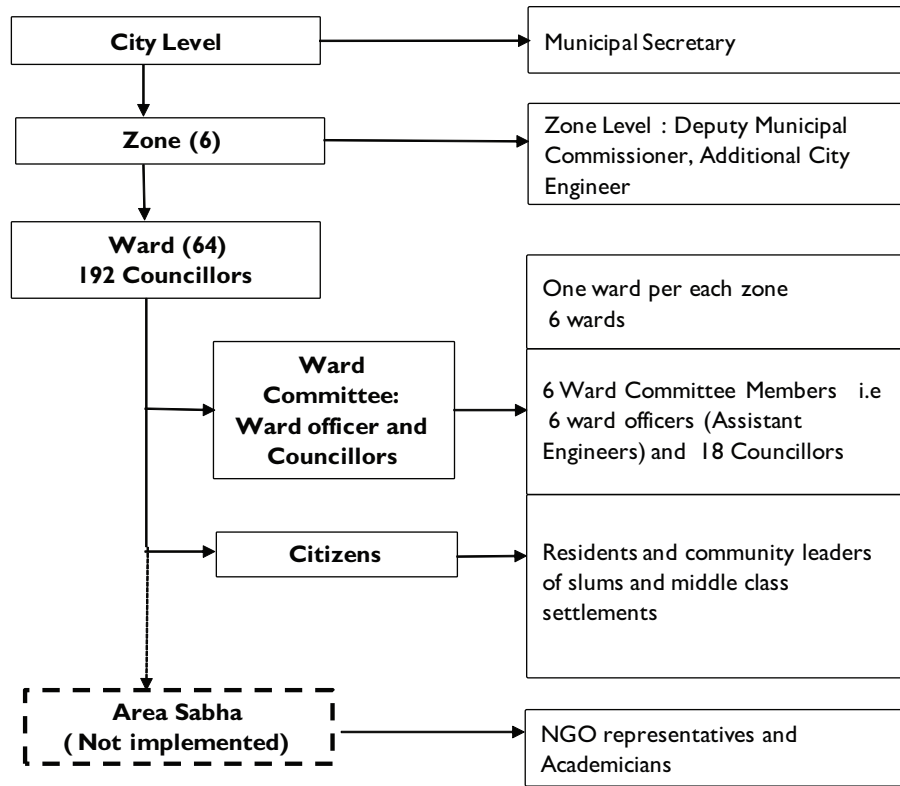 City Level
Municipal Secretary
Zone (6)
Zone Level : Deputy Municipal
Commissioner, Additional City
Engineer
Ward (64)
192 Councillors
One ward per each zone
6 wards
Ward
Committee:
Ward officer and
Councillors
6 Ward Committee Members i.e
6 ward officers (Assistant
Engineers) and 18 Councillors
Citizens
Residents and community leaders
of slums and middle class
settlements
Area Sabha
( Not implemented)
NGO representatives and
Academicians